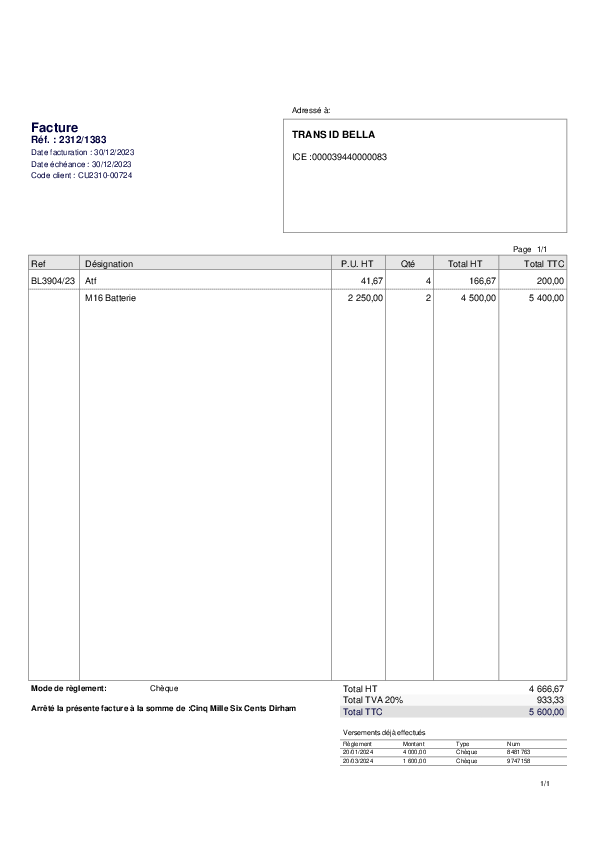 Adressé à:
Facture
Réf. : 2312/1383
Date facturation : 30/12/2023
Date échéance : 30/12/2023
Code client : CU2310-00724
TRANS ID BELLA
ICE :000039440000083
Page 1/1
Ref Désignation P.U. HT Qté Total HT Total TTC
BL3904/23 Atf 41,67 4 166,67 200,00
M16 Batterie 2 250,00 2 4 500,00 5 400,00
Mode de règlement: Chèque
Arrêté la présente facture à la somme de :Cinq Mille Six Cents Dirham
Total HT 4 666,67
Total TVA 20% 933,33
Total TTC 5 600,00
Versements déjà effectués
Règlement Montant Type Num
20/01/2024 4 000,00 Chèque 8481763
20/03/2024 1 600,00 Chèque 9747158
1/1